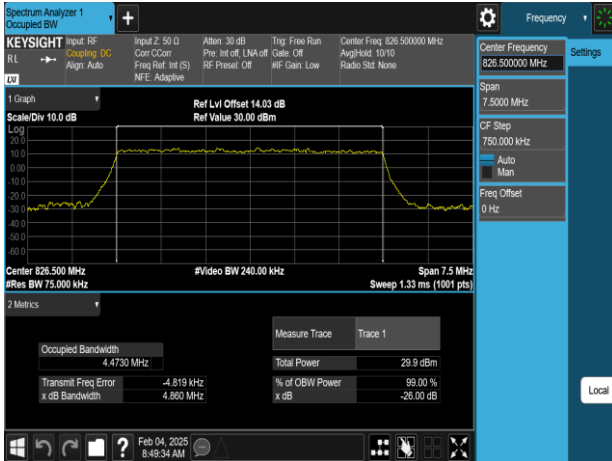 Spectrum Analyzer 1
Occupied BW
+
Frequency
KEYSIGHT
RL
LXI
Input: RF
Coupling: DC
Align: Auto
Input Z: 50 Ω
Corr CCorr
Freq Ref: Int (S)
NFE: Adaptive
Atten: 30 dB
Pre: Int off, LNA off
RF Preset: Off
Trig: Free Run
Gate: Off
#IF Gain: Low
Center Freq: 826.500000 MHz
Avg|Hold: 10/10
Radio Std: None
Center Frequency
826.500000 MHz
Settings
Span
7.5000 MHz
CF Step
750.000 kHz
Auto
Man
Freq Offset
0 Hz
Local
1 Graph
Scale/Div 10.0 dB
Ref Lvl Offset 14.03 dB
Ref Value 30.00 dBm
Log
20.0
10.0
0.00
-10.0
-20.0
-30.0
-40.0
-50.0
-60.0
Center 826.500 MHz
#Video BW 240.00 kHz
Span 7.5 MHz
#Res BW 75.000 kHz
Sweep 1.33 ms (1001 pts)
2 Metrics
Measure Trace Trace 1
Occupied Bandwidth
4.4730 MHz
Total Power 29.9 dBm
Transmit Freq Error -4.819 kHz
% of OBW Power 99.00 %
x dB Bandwidth 4.860 MHz
x dB -26.00 dB
?
Feb 04, 2025
8:49:34 AM